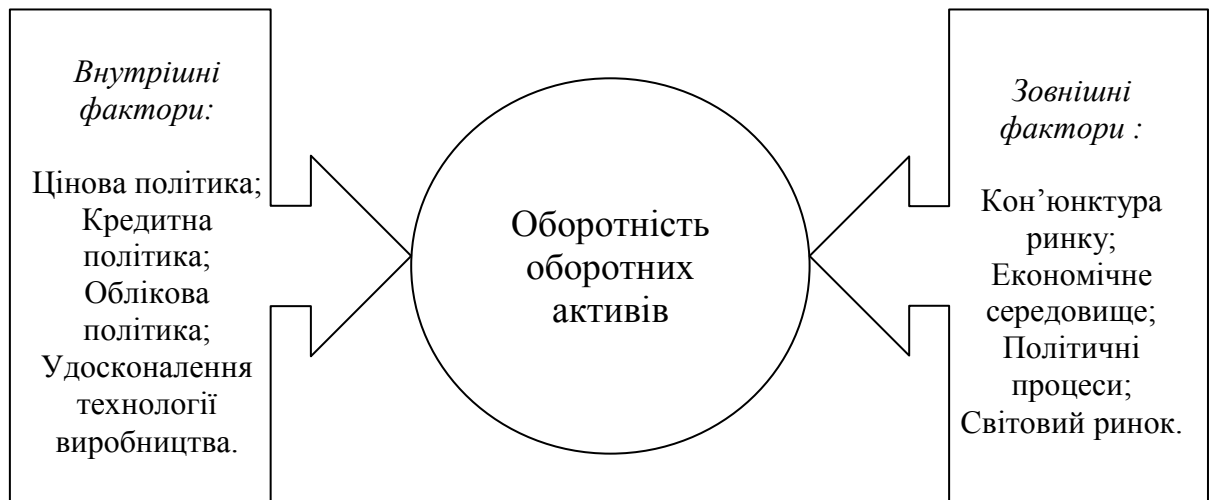 Внутрішні
фактори:
Цінова політика;
Кредитна
політика;
Облікова
політика;
Удосконалення
технології
виробництва.
Оборотність
оборотних
активів
Зовнішні
фактори :
Кон’юнктура
ринку;
Економічне
середовище;
Політичні
процеси;
Світовий ринок.